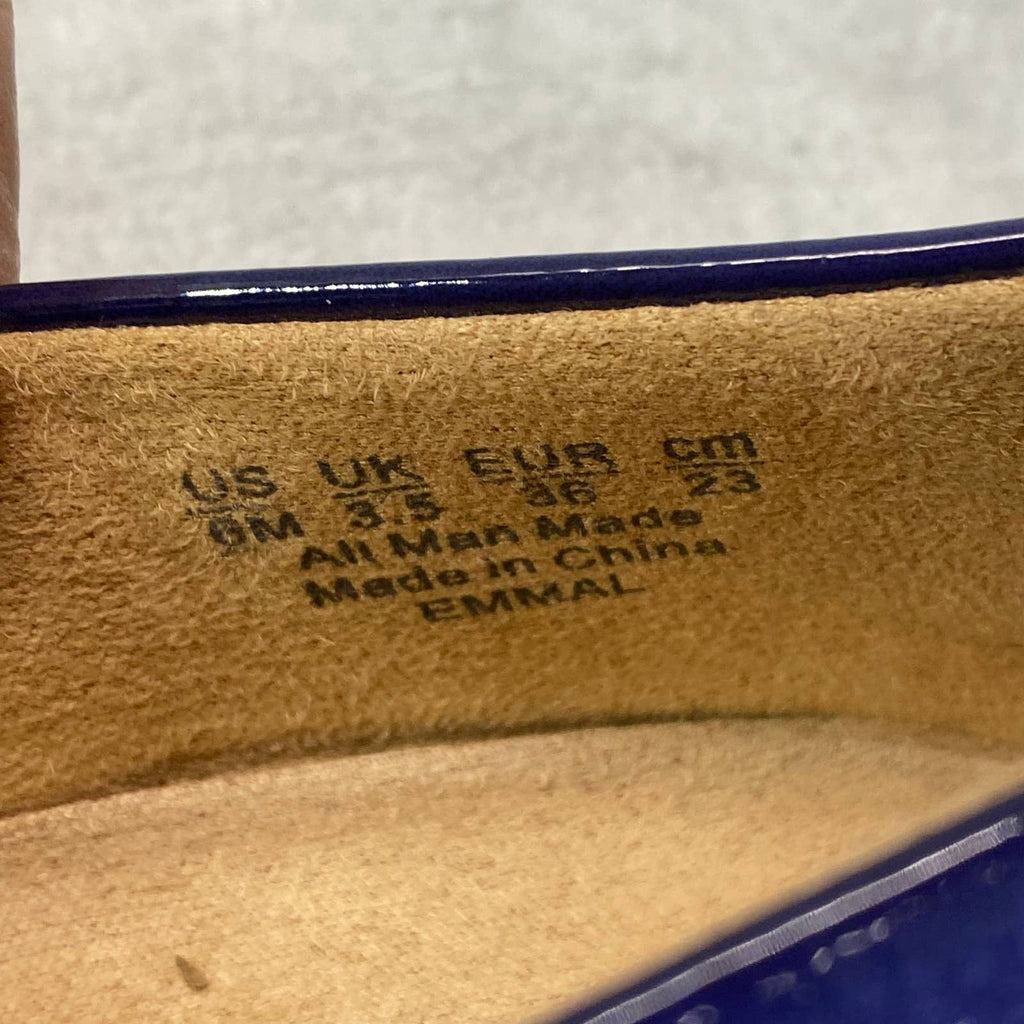 US UK EUR cm
6M 3.5 36 23
All Man Made
Made in China
EMMAL